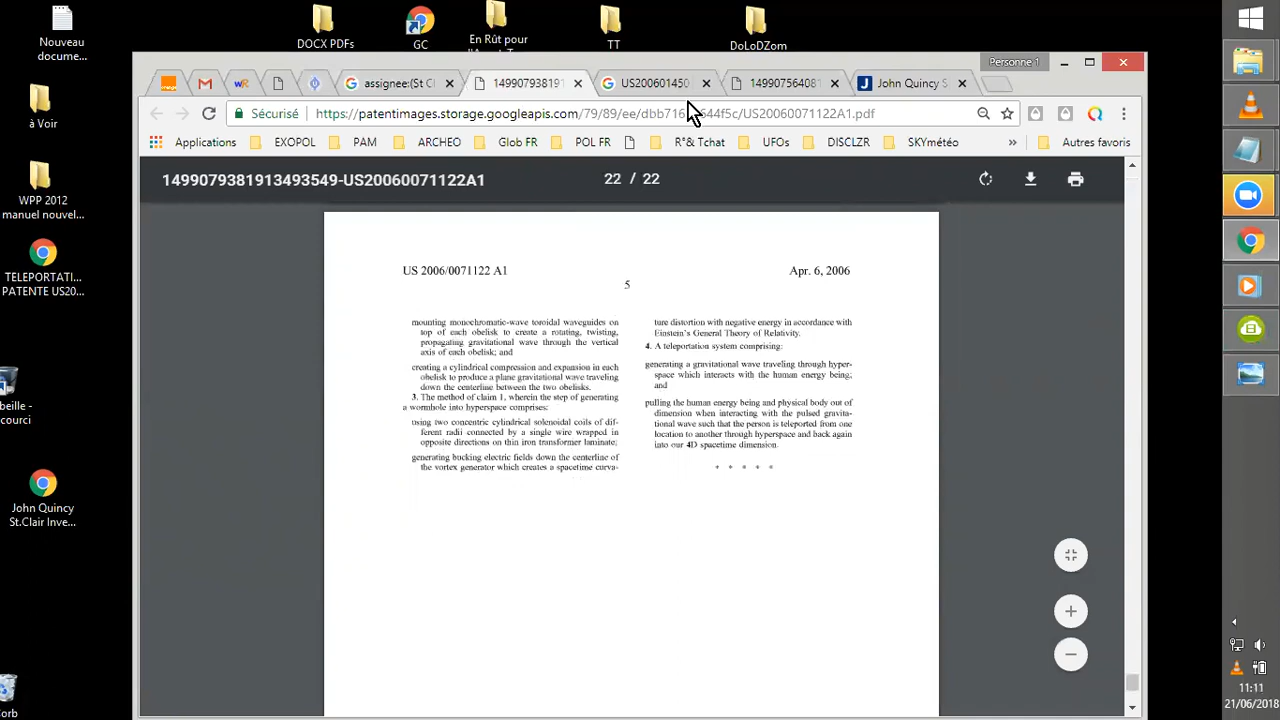 Nouveau
docume...
DOCX PDFs
GC
En Rût pour
TT
DoLoDZom
à Voir
WPP 2012
manuel nouvel...
TELEPORTATI...
PATENTE US20...
beille -
courci
John Quincy
St.Clair Inve...
Corb
Personne 1
assignee:(St Cl
US200601450
14990756408
John Quincy S
Sécurisé
https://patentimages.storage.googleapis.com/79/89/ee/dbb716 644f5c/US20060071122A1.pdf
Applications
EXOPOL
PAM
ARCHEO
Glob FR
POL FR
R°& Tchat
UFOs
DISCLZR
SKYmétéo
»
Autres favoris
1499079381913493549-US20060071122A1
22 / 22
US 2006/0071122 A1
Apr. 6, 2006
5
mounting monochromatic-wave toroidal waveguides on
top of each obelisk to create a rotating, twisting,
propagating gravitational wave through the vertical
axis of each obelisk; and
creating a cylindrical compression and expansion in each
obelisk to produce a plane gravitational wave traveling
down the centerline between the two obelisks.
3. The method of claim 1, wherein the step of generating
a wormhole into hyperspace comprises:
using two concentric cylindrical solenoidal coils of dif-
ferent radii connected by a single wire wrapped in
opposite directions on thin iron transformer laminate;
generating bucking electric fields down the centerline of
the vortex generator which creates a spacetime curva-
ture distortion with negative energy in accordance with
Einstein's General Theory of Relativity.
4. A teleportation system comprising:
generating a gravitational wave traveling through hyper-
space which interacts with the human energy being;
and
pulling the human energy being and physical body out of
dimension when interacting with the pulsed gravita-
tional wave such that the person is teleported from one
location to another through hyperspace and back again
into our 4D spacetime dimension.
* * * * *
11:11
21/06/2018